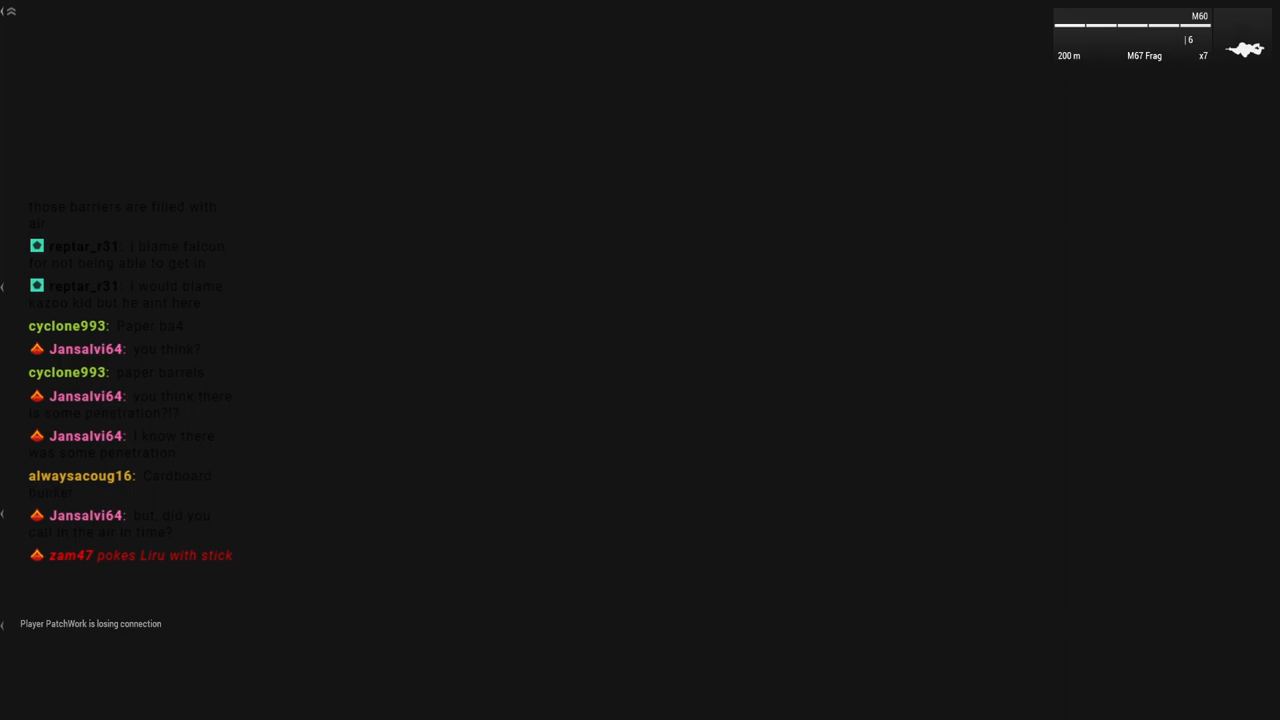 M60
|6
200 m M67 Frag x7
those barriers are filled with
air
reptar_r31: i blame falcon
for not being able to get in
reptar_r31: I would blame
kazoo kid but he aint here
cyclone993: Paper ba4
Jansalvi64: you think?
cyclone993: paper barrels
Jansalvi64: you think there
is some penetration?!?
Jansalvi64: I know there
was some penetration
alwaysacoug16: Cardboard
bunker
Jansalvi64: but, did you
call in the air in time?
zam47 pokes Liru with stick
Player PatchWork is losing connection